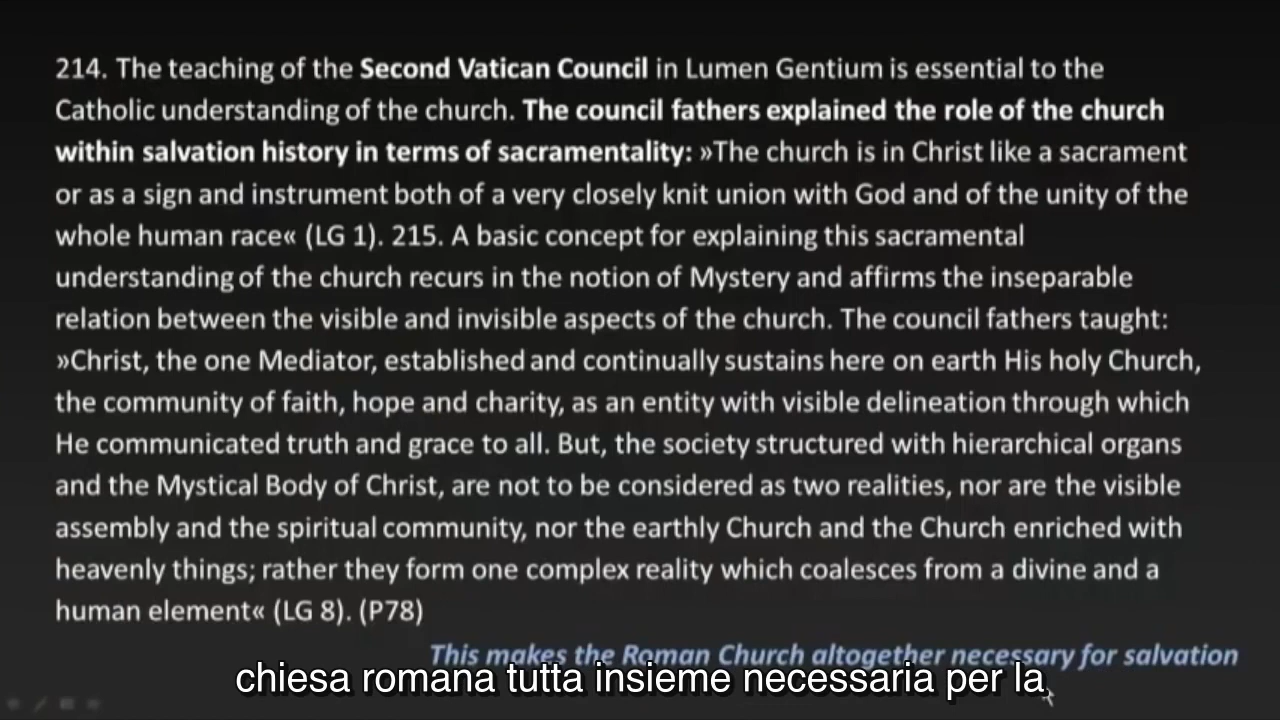 214. The teaching of the Second Vatican Council in Lumen Gentium is essential to the
Catholic understanding of the church. The council fathers explained the role of the church
within salvation history in terms of sacramentality: »The church is in Christ like a sacrament
or as a sign and instrument both of a very closely knit union with God and of the unity of the
whole human race« (LG 1). 215. A basic concept for explaining this sacramental
understanding of the church recurs in the notion of Mystery and affirms the inseparable
relation between the visible and invisible aspects of the church. The council fathers taught:
»Christ, the one Mediator, established and continually sustains here on earth His holy Church,
the community of faith, hope and charity, as an entity with visible delineation through which
He communicated truth and grace to all. But, the society structured with hierarchical organs
and the Mystical Body of Christ, are not to be considered as two realities, nor are the visible
assembly and the spiritual community, nor the earthly Church and the Church enriched with
heavenly things; rather they form one complex reality which coalesces from a divine and a
human element« (LG 8). (P78)
This makes the Roman Church altogether necessary for salvation
chiesa romana tutta insieme necessaria per la